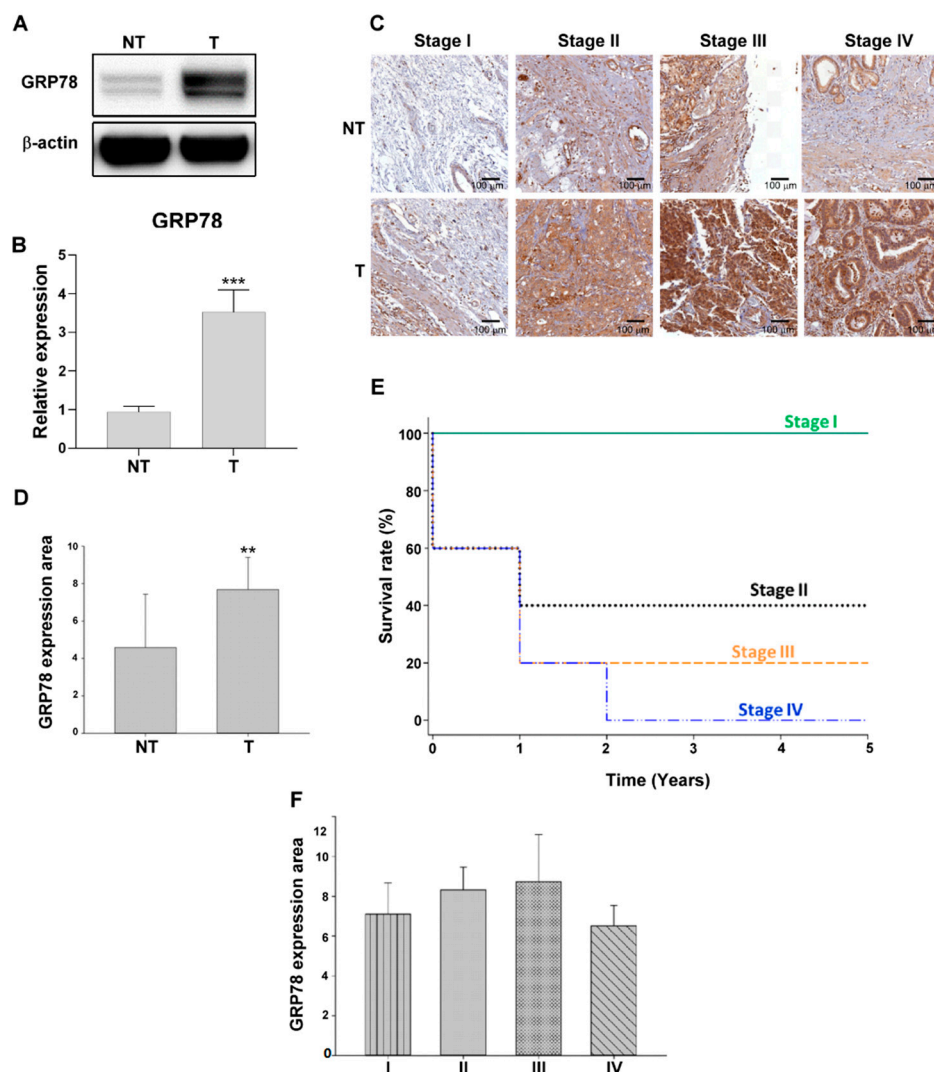 A
NT T
GRP78
β-actin
GRP78
B
Relative expression
5
4
3
2
1
0
***
NT T
C
Stage I Stage II Stage III Stage IV
NT
100 μm 100 μm 100 μm 100 μm
T
100 μm 100 μm 100 μm 100 μm
D
GRP78 expression area
10
8
6
4
2
0
**
NT T
E
Survival rate (%)
100
80
60
40
20
0
Stage I
Stage II
Stage III
Stage IV
0 1 2 3 4 5
Time (Years)
F
GRP78 expression area
12
10
8
6
4
2
0
I II III IV